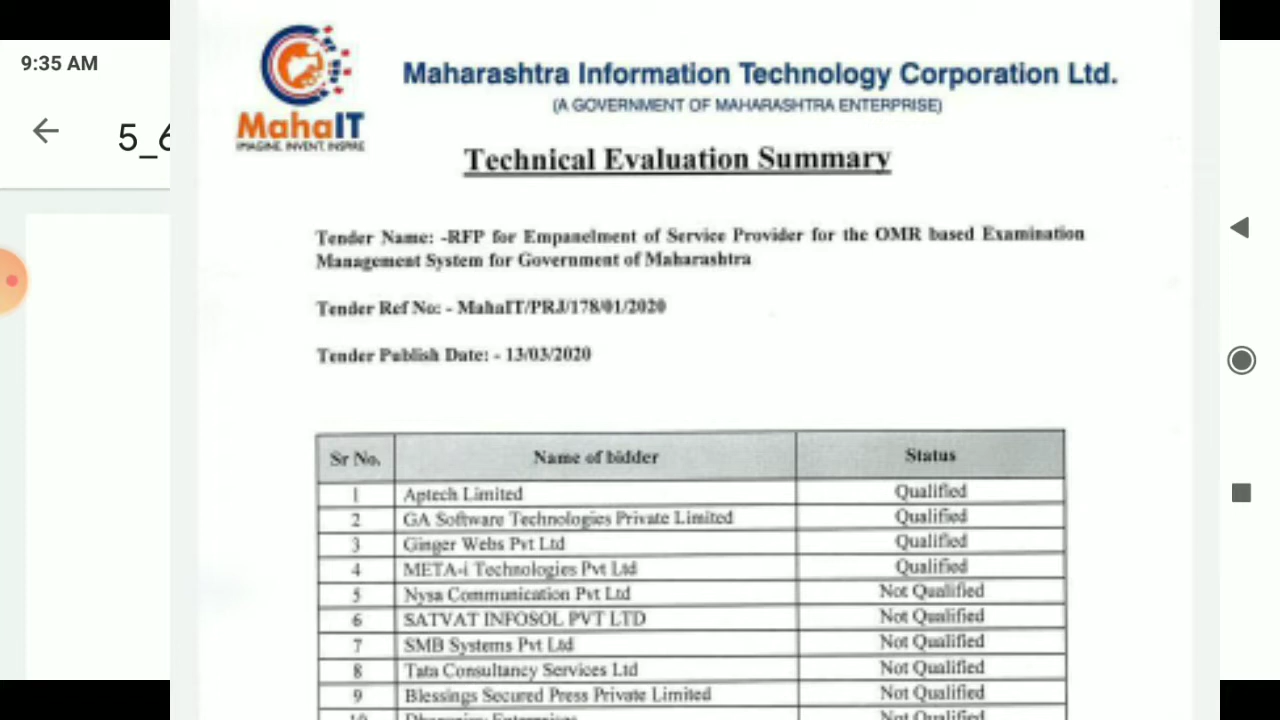 9:35 AM
5_6
MahaIT
IMAGINE. INVENT. INSPIRE
Maharashtra Information Technology Corporation Ltd.
(A GOVERNMENT OF MAHARASHTRA ENTERPRISE)
Technical Evaluation Summary
Tender Name: -RFP for Empanelment of Service Provider for the OMR based Examination
Management System for Government of Maharashtra
Tender Ref No: - MahaIT/PRJ/178/01/2020
Tender Publish Date: - 13/03/2020
Sr No. Name of bidder Status
1 Aptech Limited Qualified
2 GA Software Technologies Private Limited Qualified
3 Ginger Webs Pvt Ltd Qualified
4 META-i Technologies Pvt Ltd Qualified
5 Nysa Communication Pvt Ltd Not Qualified
6 SATVAT INFOSOL PVT LTD Not Qualified
7 SMB Systems Pvt Ltd Not Qualified
8 Tata Consultancy Services Ltd Not Qualified
9 Blessings Secured Press Private Limited Not Qualified
10 Enterprises Not Qualified